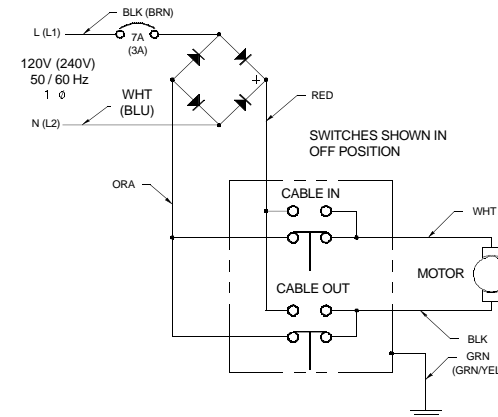 BLK (BRN)
L (L1)
7A
(3A)
120V (240V)
50 / 60 Hz
1 ø
WHT
(BLU)
N (L2)
+
RED
SWITCHES SHOWN IN
OFF POSITION
ORA
CABLE IN
WHT
MOTOR
CABLE OUT
BLK
GRN
(GRN/YEL